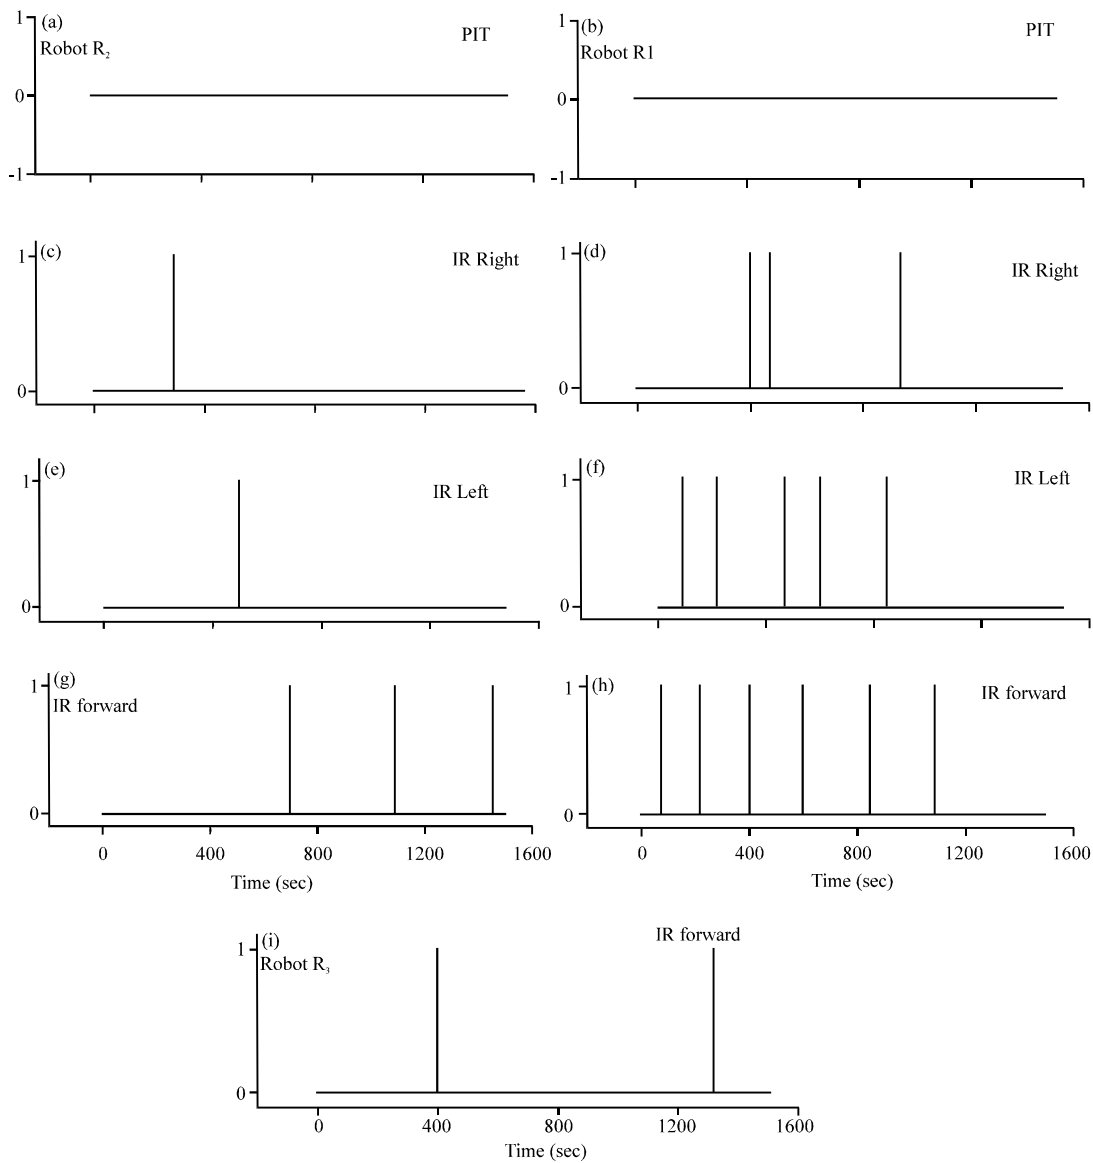 1 (a) PIT
Robot R₂
0
-1
1 (b) PIT
Robot R1
0
-1
1 (c) IR Right
0
1 (d) IR Right
0
(e)
1 IR Left
0
(f)
1 IR Left
0
1 (g)
IR forward
0
0 400 800 1200 1600
Time (sec)
1 (h) IR forward
0
0 400 800 1200 1600
Time (sec)
IR forward
1 (i)
Robot R₃
0
0 400 800 1200 1600
Time (sec)